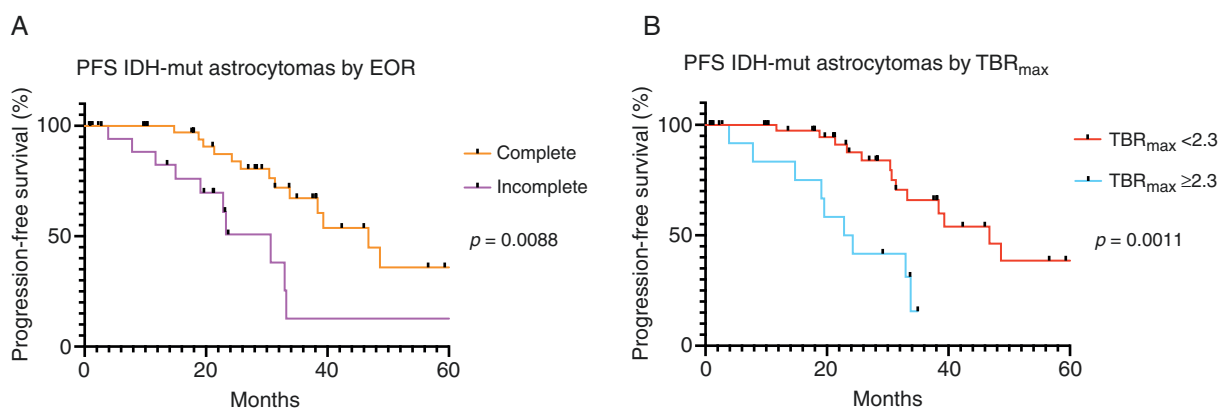 A
PFS IDH-mut astrocytomas by EOR
Progression-free survival (%)
100
50
0
0 20 40 60
Months
Complete
Incomplete
p = 0.0088
B
PFS IDH-mut astrocytomas by TBRmax
Progression-free survival (%)
100
50
0
0 20 40 60
Months
TBRmax <2.3
TBRmax ≥2.3
p = 0.0011